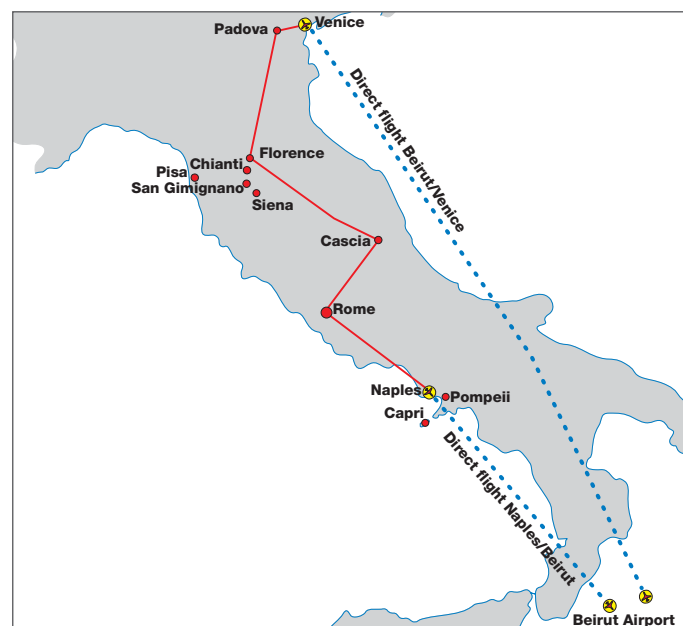 Venice
Padova
Direct flight Beirut/Venice
Florence
Chianti
Pisa
San Gimignano
Siena
Cascia
Rome
Naples
Pompeii
Capri
Direct flight Naples/Beirut
Beirut Airport